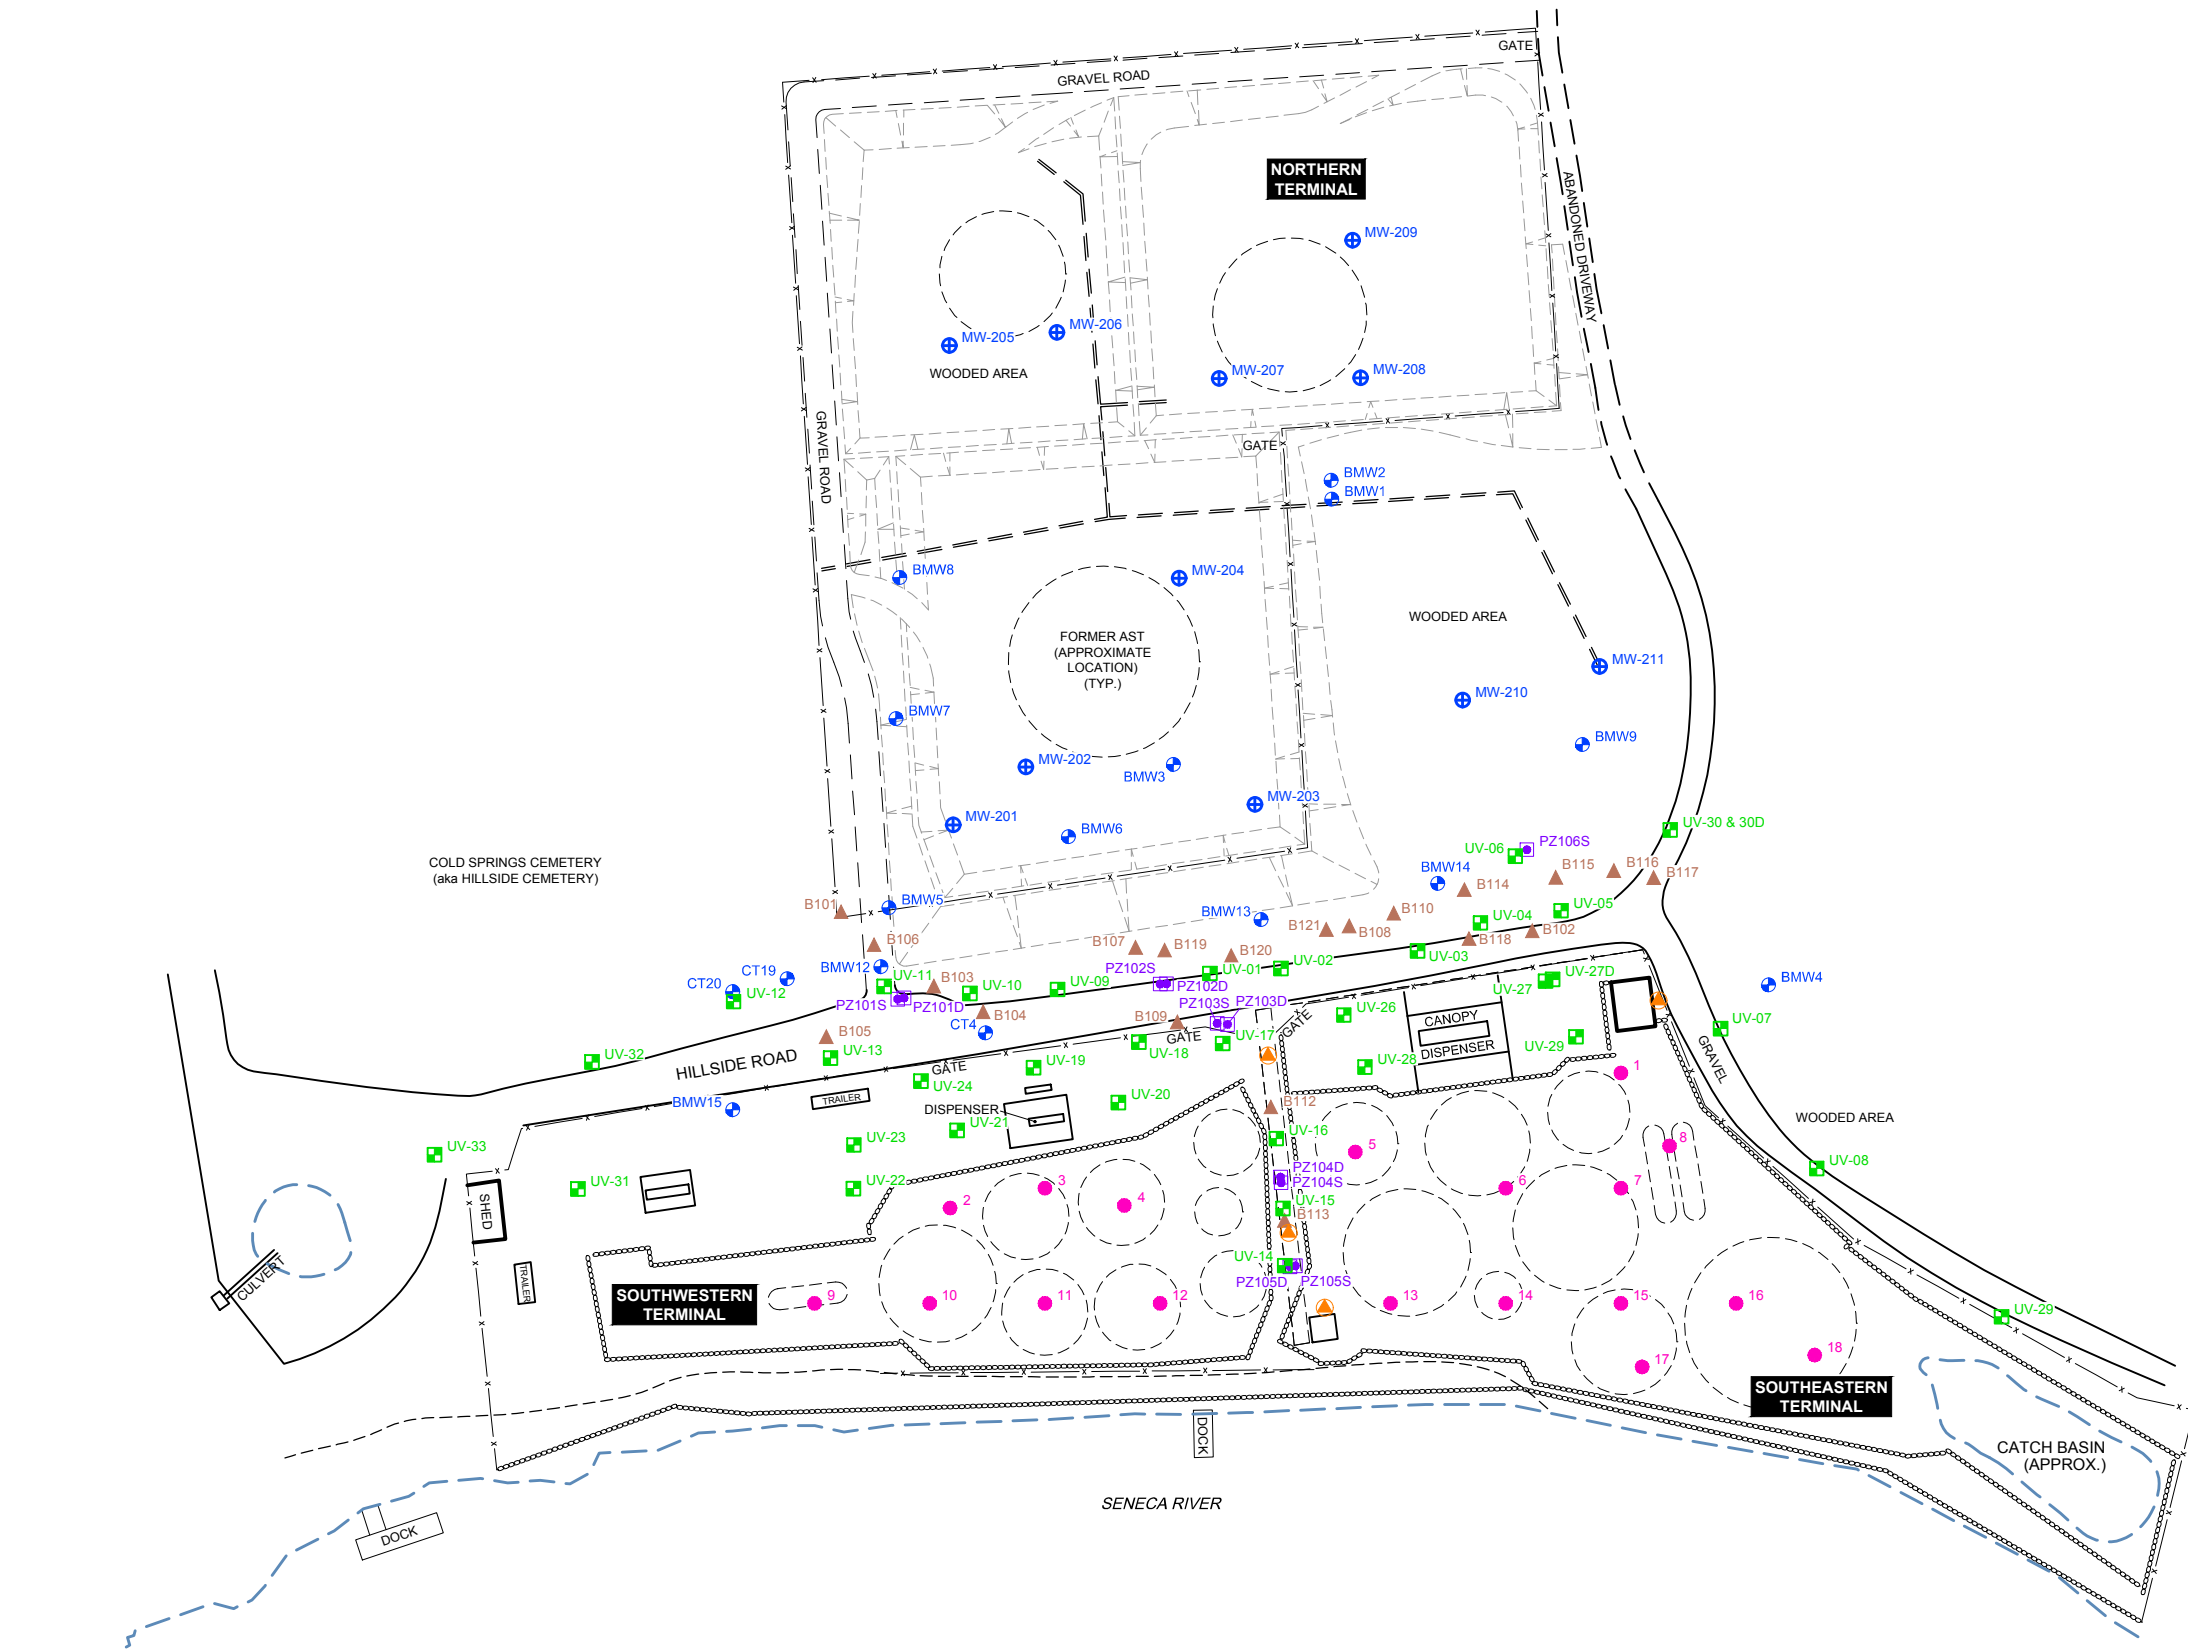 GATE
GRAVEL ROAD
NORTHERN
TERMINAL
ABANDONED DRIVEWAY
MW-209
MW-206
MW-205
WOODED AREA
MW-207
MW-208
GRAVEL ROAD
GATE
BMW2
BMW1
BMW8
MW-204
WOODED AREA
FORMER AST
(APPROXIMATE
LOCATION)
(TYP.)
MW-211
MW-210
BMW7
BMW9
MW-202
BMW3
MW-203
MW-201
BMW6
UV-30 & 30D
PZ106S
UV-06
COLD SPRINGS CEMETERY
(aka HILLSIDE CEMETERY)
BMW14
B114
B115
B116
B117
B101
BMW5
BMW13
B121
B108
B110
UV-04
UV-05
B106
B107
B119
B120
B118
B102
UV-03
CT19
CT20
UV-12
BMW12
UV-11
B103
UV-10
UV-09
PZ102S
PZ102D
UV-01
UV-02
UV-27D
UV-27
BMW4
PZ101S
PZ101D
B104
CT4
PZ103S
PZ103D
B109
GATE
UV-17
GATE
UV-26
CANOPY
DISPENSER
UV-07
B105
UV-13
UV-32
HILLSIDE ROAD
GATE
UV-18
UV-19
UV-24
UV-28
UV-29
GRAVEL
1
TRAILER
BMW15
DISPENSER
UV-20
UV-21
B112
UV-16
WOODED AREA
UV-33
UV-23
5
8
UV-31
UV-22
PZ104D
PZ104S
UV-08
SHED
2
3
4
6
7
UV-15
B113
CULVERT
TRAILER
UV-14
PZ105D
PZ105S
SOUTHWESTERN
TERMINAL
9
10
11
12
13
14
15
16
UV-29
17
18
SOUTHEASTERN
TERMINAL
DOCK
CATCH BASIN
(APPROX.)
SENECA RIVER
DOCK